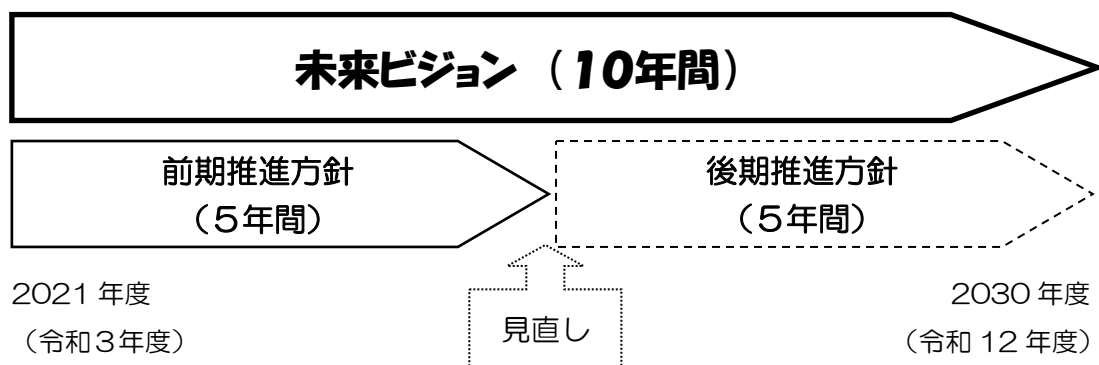 未来ビジョン（10年間）
前期推進方針
（５年間）
後期推進方針
（５年間）
2021 年度
（令和３年度）
見直し
2030 年度
（令和 12 年度）